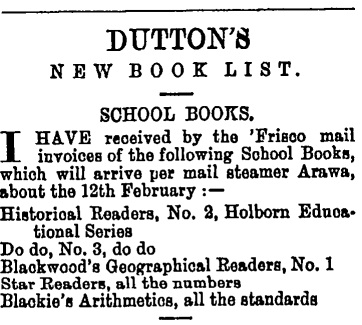 DUTTON'S
NEW BOOK LIST.
SCHOOL BOOKS.
I HAVE received by the 'Frisco mail
invoices of the following School Books,
which will arrive per mail steamer Arawa,
about the 12th February :—
Historical Readers, No. 2, Holborn Educa-
tional Series
Do do, No. 3, do do
Blackwood's Geographical Readers, No. 1
Star Readers, all the numbers
Blackie's Arithmetics, all the standards